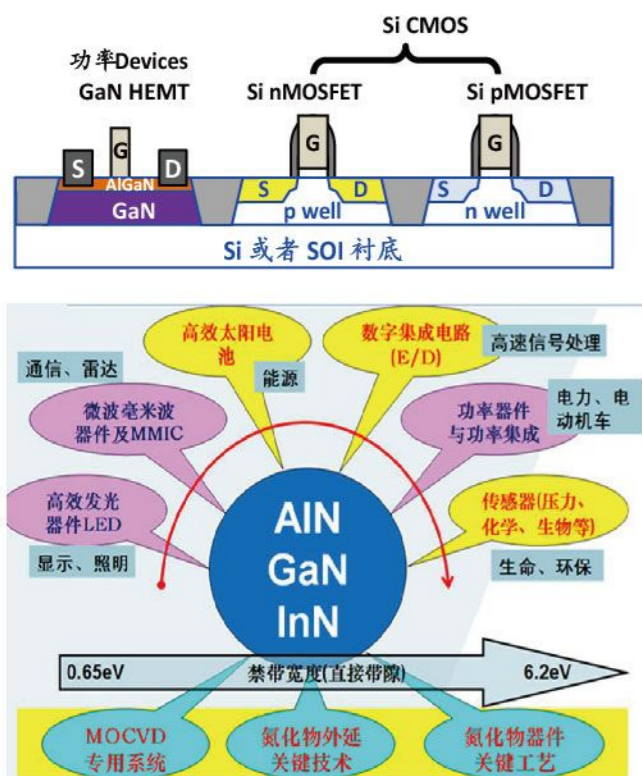 Si CMOS
功率Devices
GaN HEMT
Si nMOSFET
Si pMOSFET
S
G
D
AlGaN
GaN
G
S
D
p well
G
S
D
n well
Si 或者 SOI 衬底
高效太阳电
池
数字集成电路
(E/D)
高速信号处理
通信、雷达
能源
微波毫米波
器件及MMIC
功率器件
与功率集成
电力、电
动机车
高效发光
器件LED
传感器(压力、
化学、生物等)
显示、照明
生命、环保
AlN
GaN
InN
0.65eV
禁带宽度(直接带隙)
6.2eV
MOCVD
专用系统
氮化物外延
关键技术
氮化物器件
关键工艺